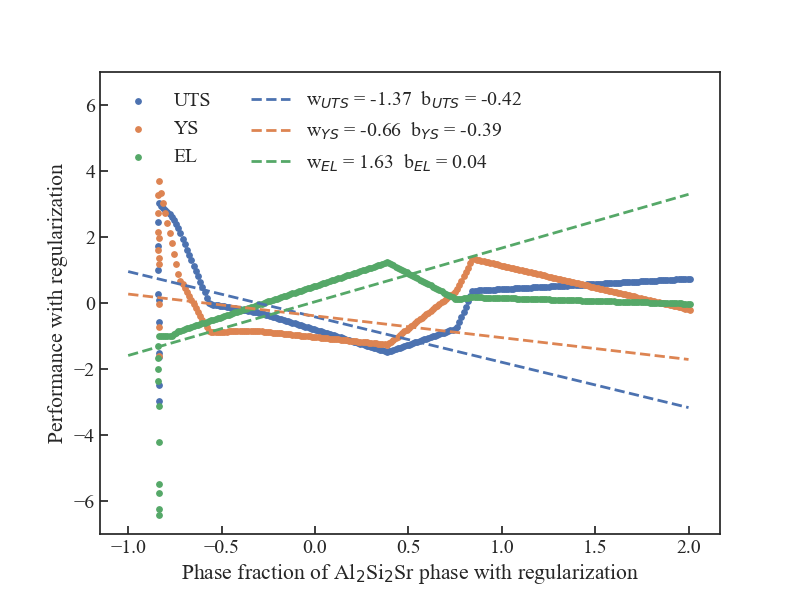 UTS
YS
EL
w_UTS = -1.37 b_UTS = -0.42
w_YS = -0.66 b_YS = -0.39
w_EL = 1.63 b_EL = 0.04
6
4
2
0
−2
−4
−6
−1.0 −0.5 0.0 0.5 1.0 1.5 2.0
Performance with regularization
Phase fraction of Al₂Si₂Sr phase with regularization